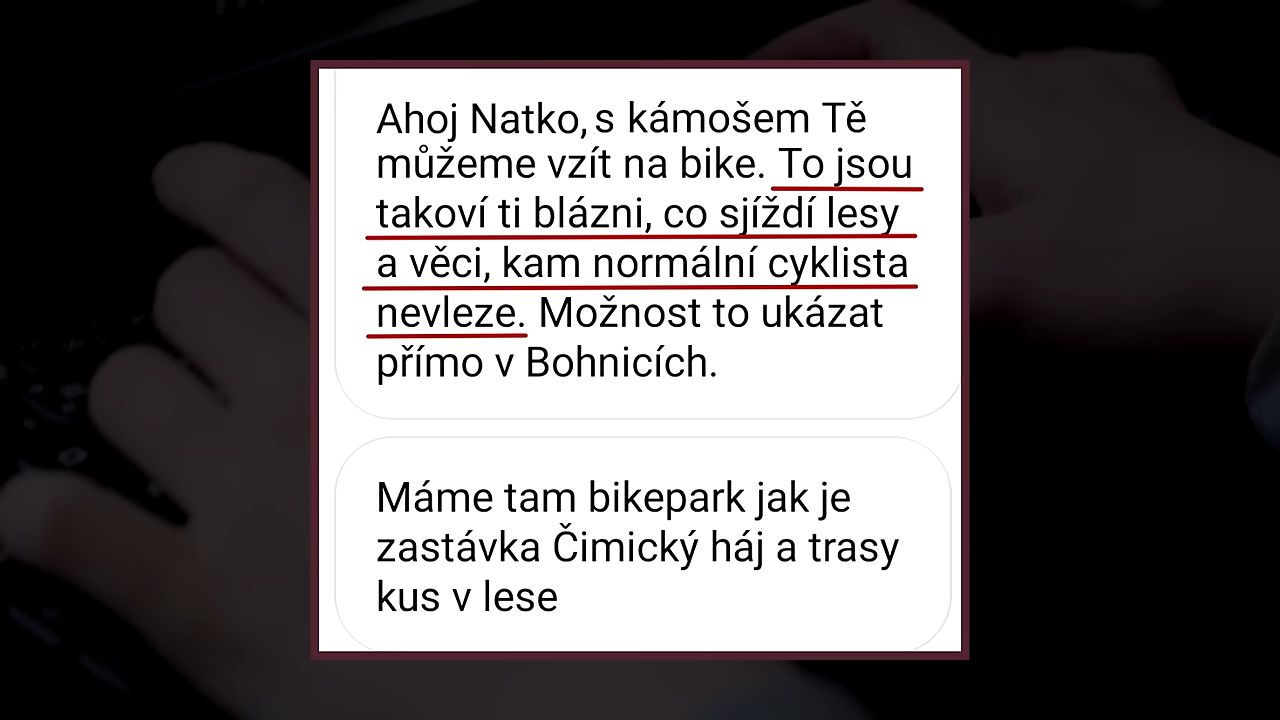 Ahoj Natko, s kámošem Tě
můžeme vzít na bike. To jsou
takoví ti blázni, co sjíždí lesy
a věci, kam normální cyklista
nevleze. Možnost to ukázat
přímo v Bohnicích.
Máme tam bikepark jak je
zastávka Čimický háj a trasy
kus v lese